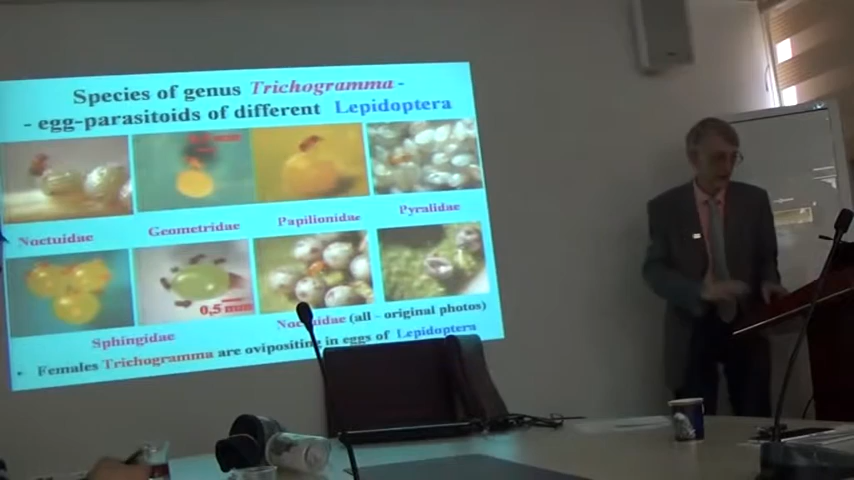 Species of genus Trichogramma -
- egg-parasitoids of different Lepidoptera
Noctuidae
Geometridae
Papilionidae
Pyralidae
0,5 mm
Sphingidae
Noctuidae (all – original photos)
• Females Trichogramma are ovipositing in eggs of Lepidoptera